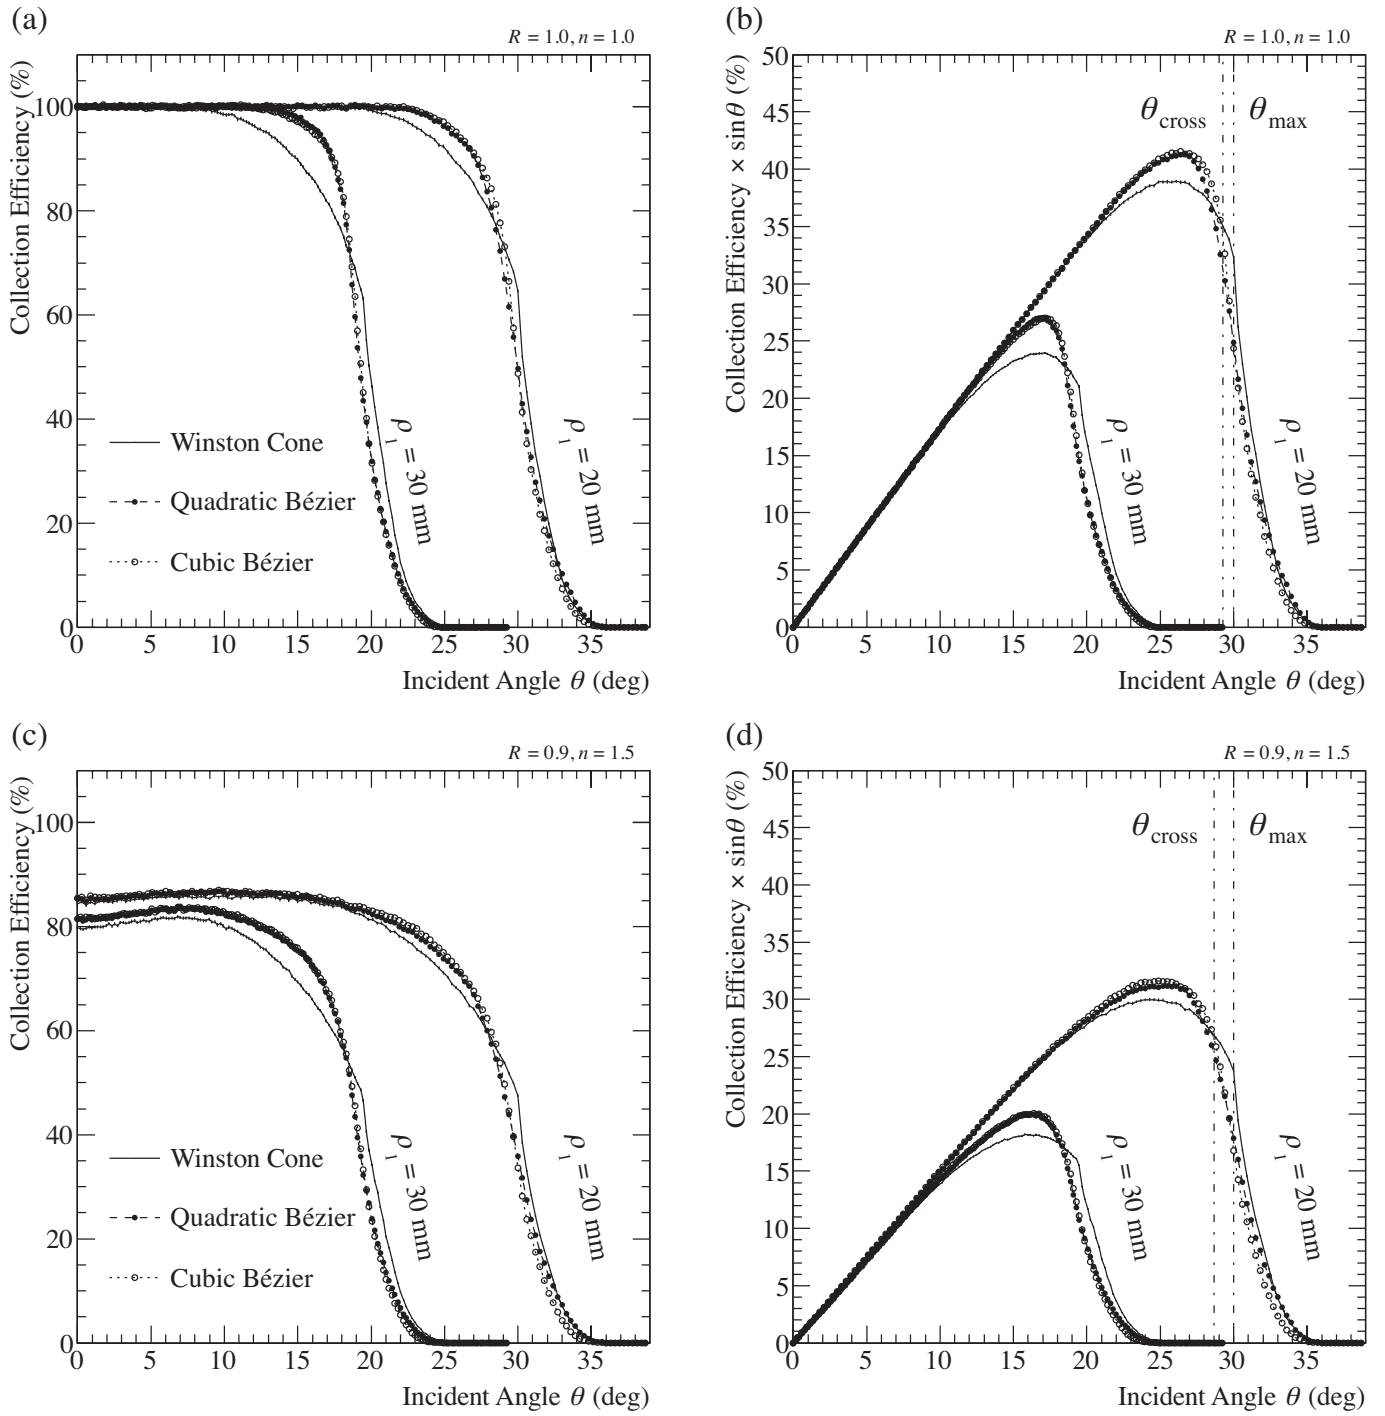 (a)
R = 1.0, n = 1.0
Collection Efficiency (%)
100
80
60
40
20
0
Winston Cone
Quadratic Bézier
Cubic Bézier
ρ₁ = 30 mm
ρ₁ = 20 mm
0 5 10 15 20 25 30 35
Incident Angle θ (deg)
(b)
R = 1.0, n = 1.0
Collection Efficiency × sinθ (%)
50
45
40
35
30
25
20
15
10
5
0
θcross
θmax
ρ₁ = 30 mm
ρ₁ = 20 mm
0 5 10 15 20 25 30 35
Incident Angle θ (deg)
(c)
R = 0.9, n = 1.5
Collection Efficiency (%)
100
80
60
40
20
0
Winston Cone
Quadratic Bézier
Cubic Bézier
ρ₁ = 30 mm
ρ₁ = 20 mm
0 5 10 15 20 25 30 35
Incident Angle θ (deg)
(d)
R = 0.9, n = 1.5
Collection Efficiency × sinθ (%)
50
45
40
35
30
25
20
15
10
5
0
θcross
θmax
ρ₁ = 30 mm
ρ₁ = 20 mm
0 5 10 15 20 25 30 35
Incident Angle θ (deg)